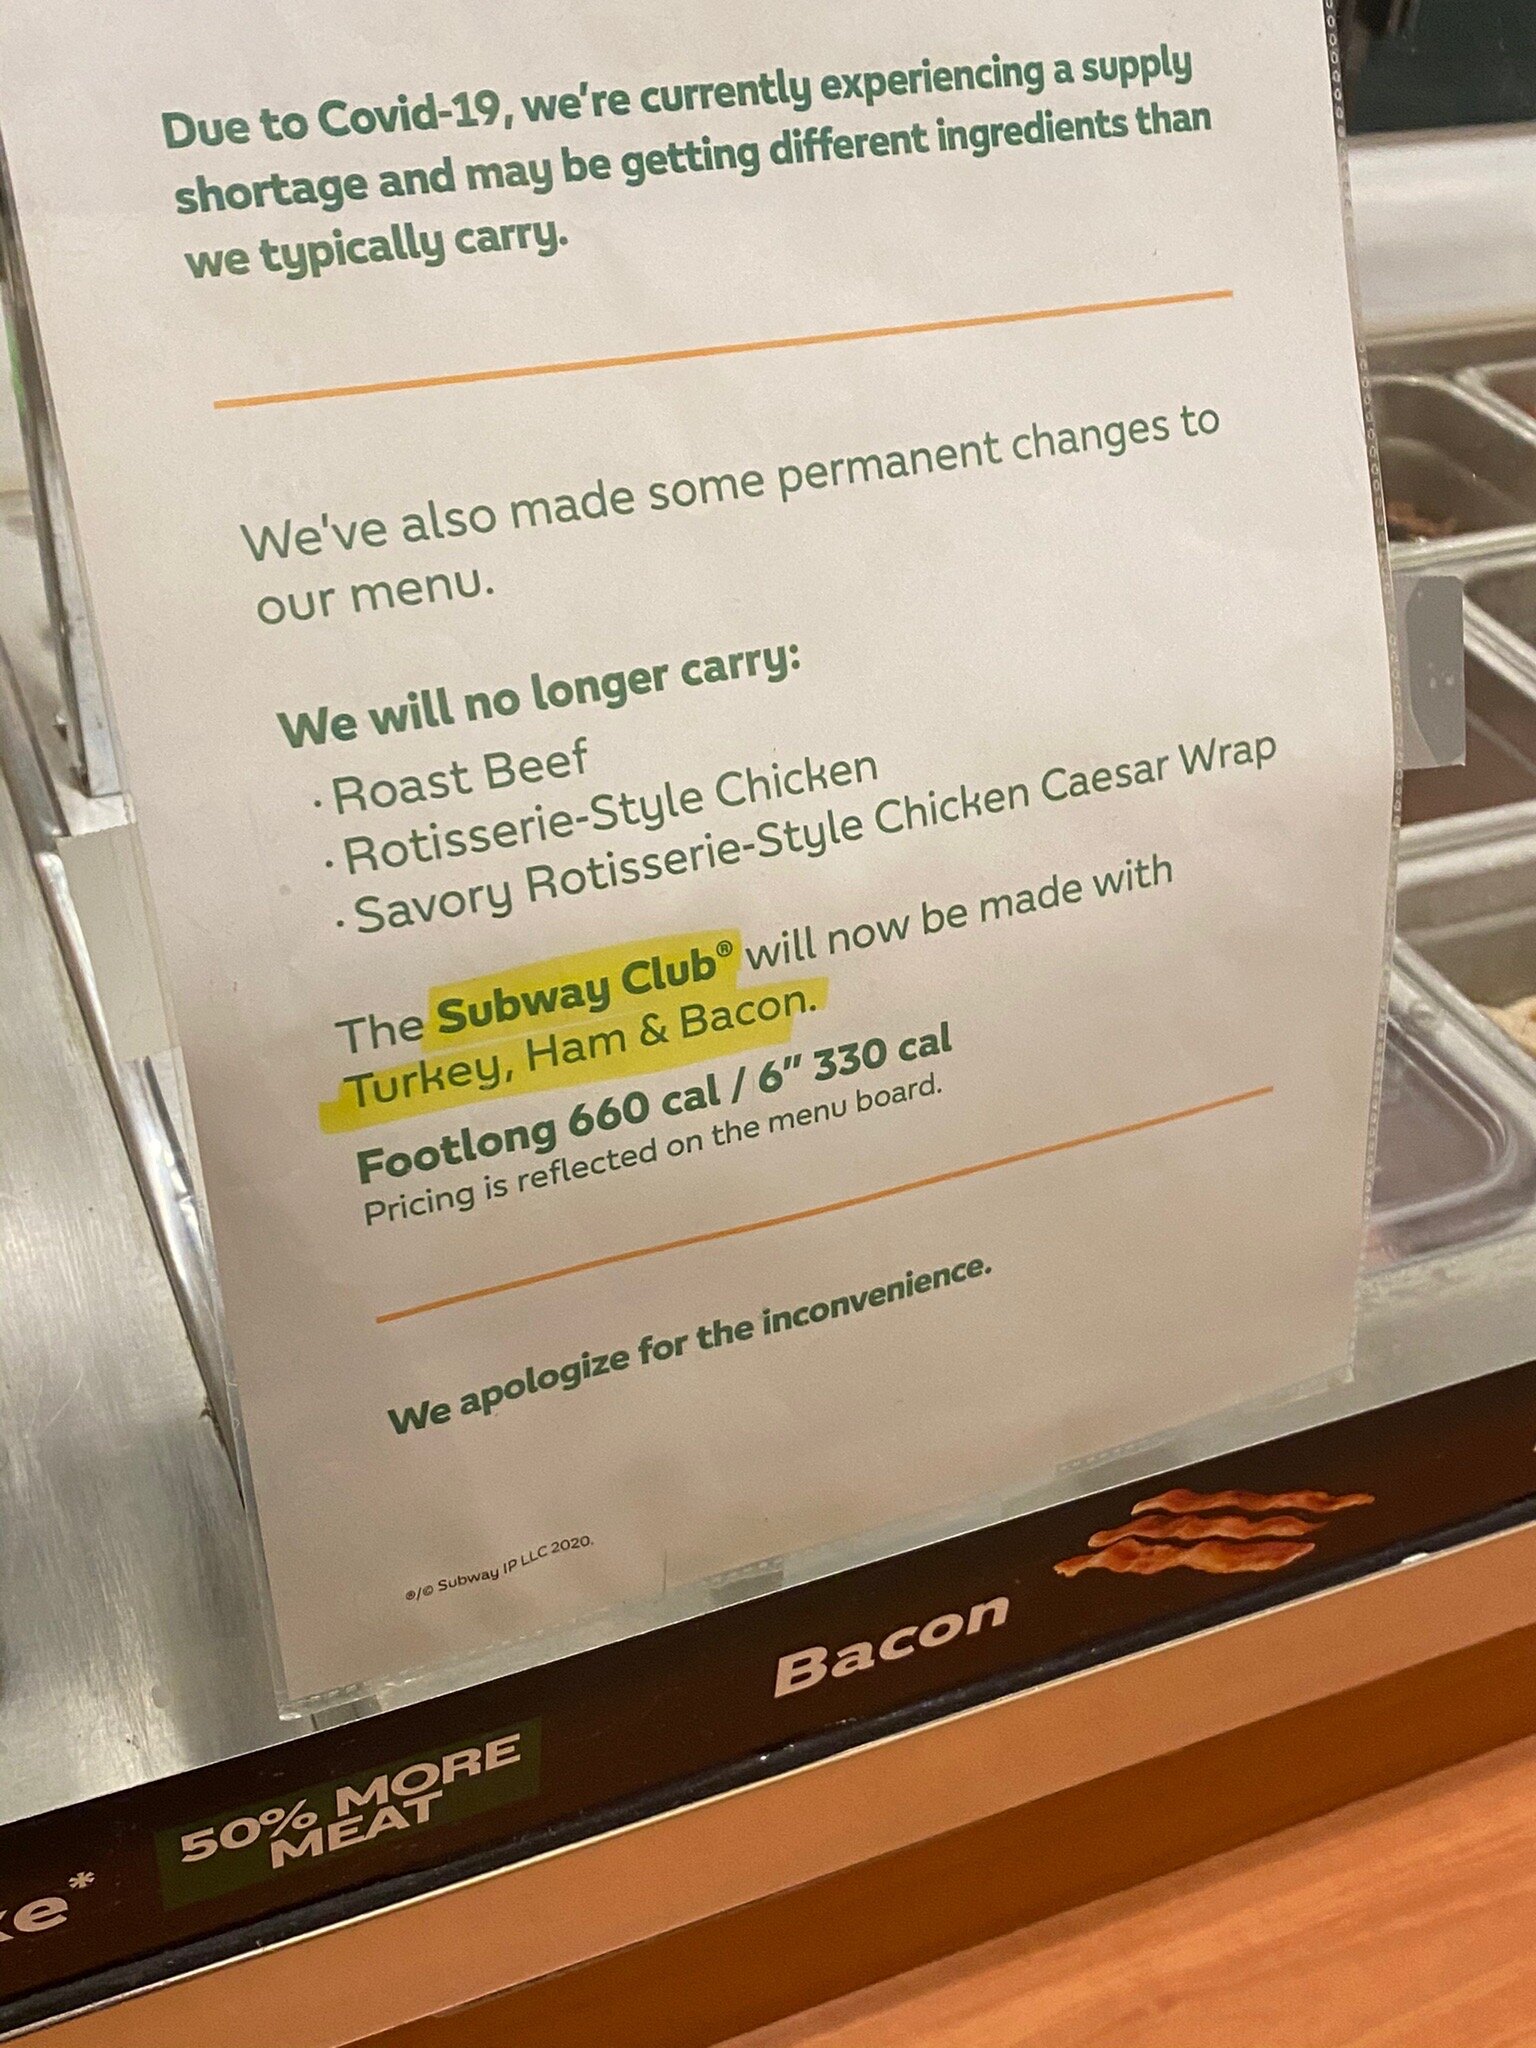 Due to Covid-19, we're currently experiencing a supply
shortage and may be getting different ingredients than
we typically carry.
We've also made some permanent changes to
our menu.
We will no longer carry:
· Roast Beef
· Rotisserie-Style Chicken
· Savory Rotisserie-Style Chicken Caesar Wrap
The Subway Club® will now be made with
Turkey, Ham & Bacon.
Footlong 660 cal / 6" 330 cal
Pricing is reflected on the menu board.
We apologize for the inconvenience.
®/© Subway IP LLC 2020.
Bacon
50% MORE
MEAT